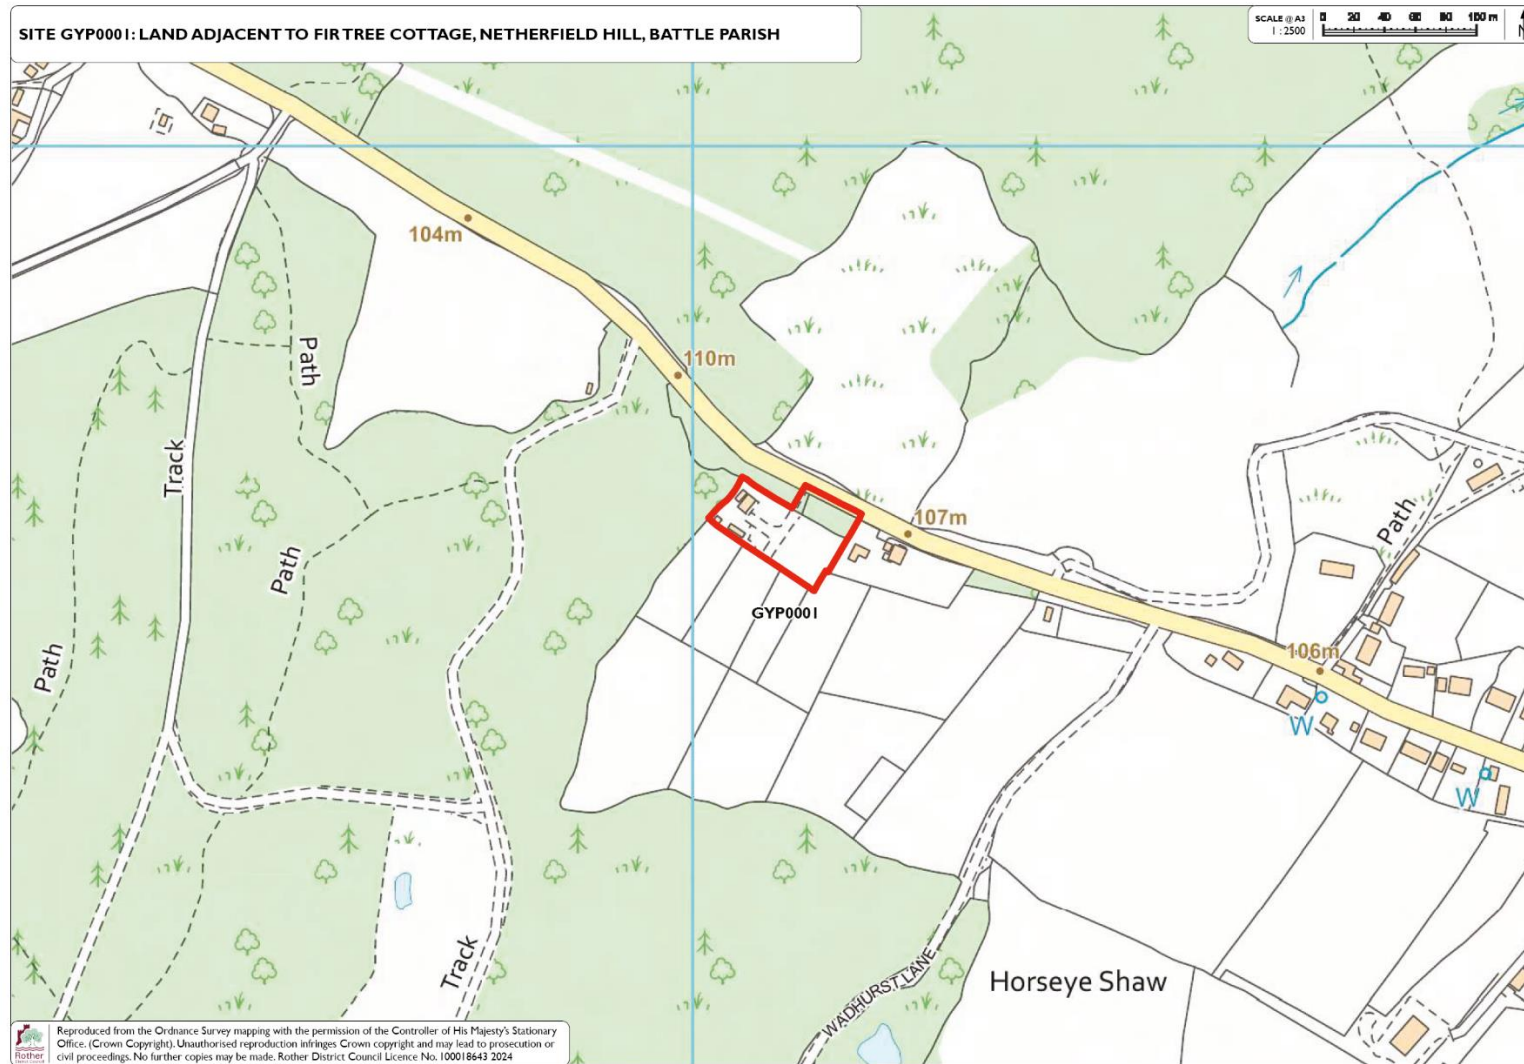 SITE GYP0001: LAND ADJACENT TO FIR TREE COTTAGE, NETHERFIELD HILL, BATTLE PARISH
SCALE @ A3
1 : 2500
0 20 40 60 80 100 m
N
104m
Path
110m
Track
107m
Path
Path
GYP0001
Path
106m
W
W
Track
Horseye Shaw
WADHURST LANE
Rother
District Council
Reproduced from the Ordnance Survey mapping with the permission of the Controller of His Majesty's Stationary
Office. (Crown Copyright). Unauthorised reproduction infringes Crown copyright and may lead to prosecution or
civil proceedings. No further copies may be made. Rother District Council Licence No. 100018643 2024